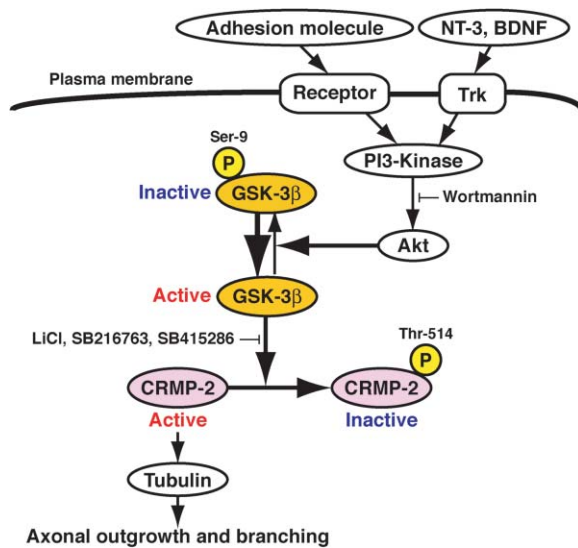 Adhesion molecule
NT-3, BDNF
Plasma membrane
Receptor
Trk
Ser-9
P
PI3-Kinase
Inactive
GSK-3β
Wortmannin
Akt
Active
GSK-3β
LiCl, SB216763, SB415286
Thr-514
P
CRMP-2
CRMP-2
Active
Inactive
Tubulin
Axonal outgrowth and branching